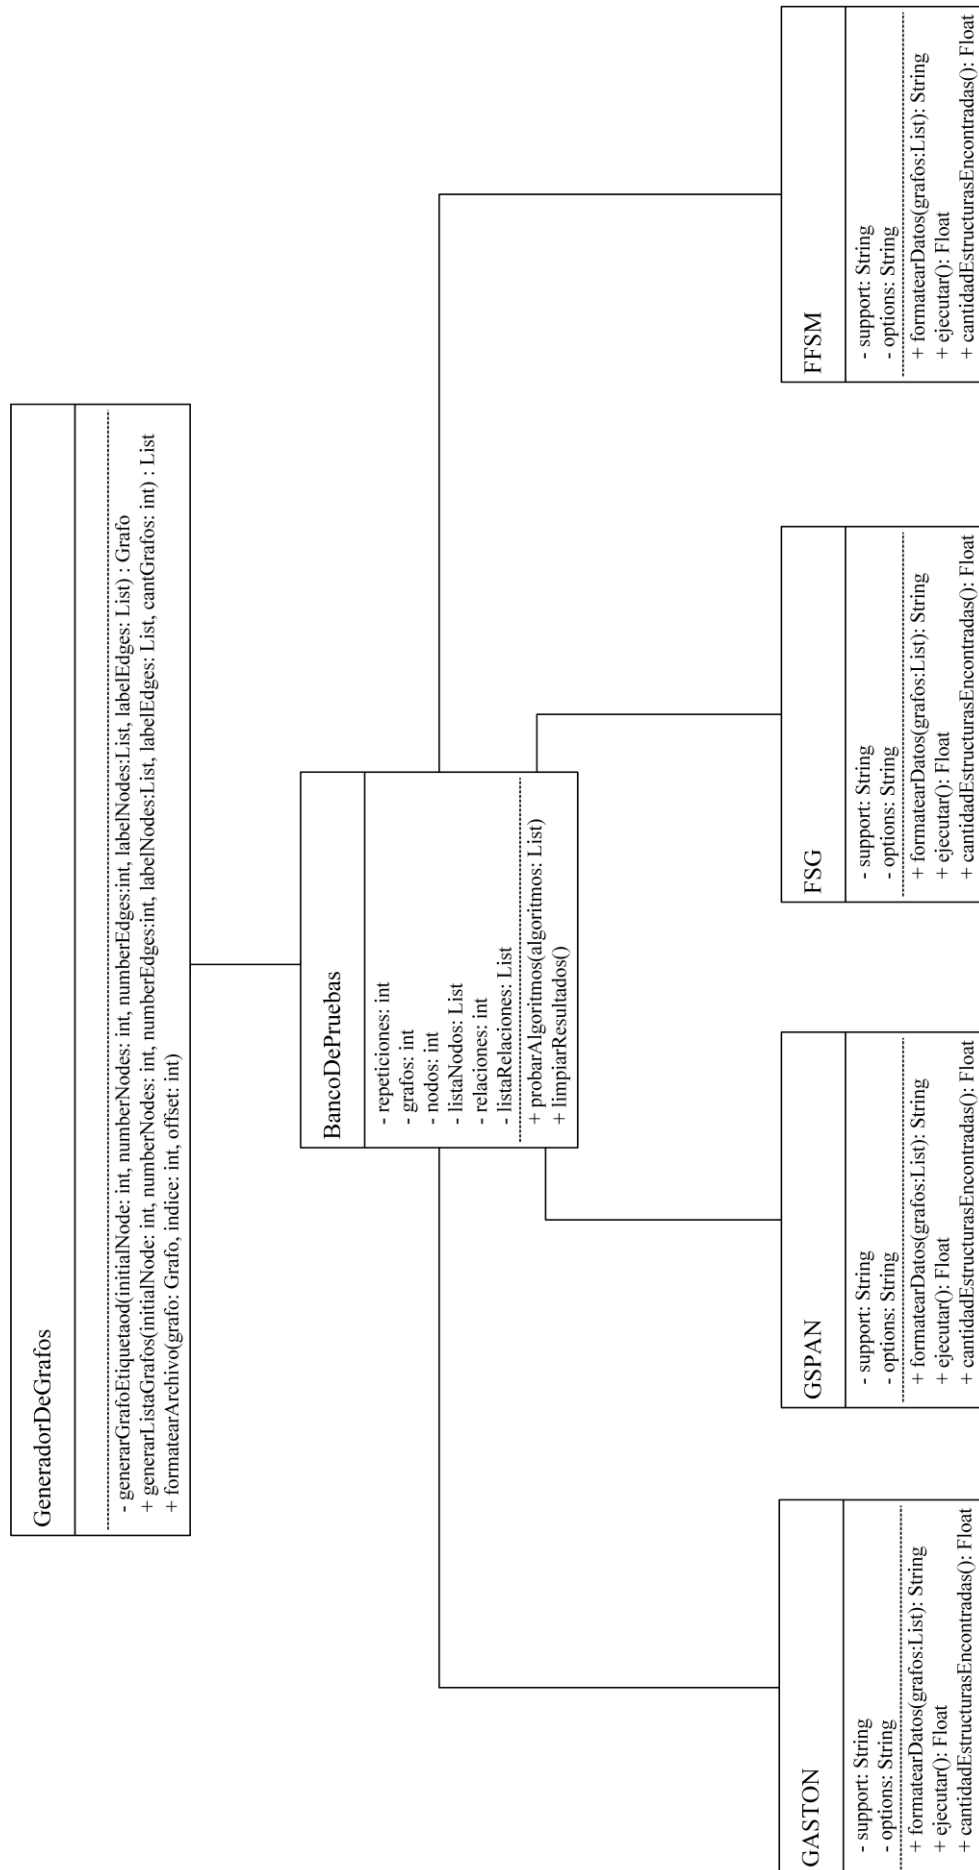 GeneradorDeGrafos
- generarGrafoEtiquetaod(initialNode: int, numberNodes: int, numberEdges:int, labelNodes:List, labelEdges: List) : Grafo
+ generarListaGrafos(initialNode: int, numberNodes: int, numberEdges:int, labelNodes:List, labelEdges: List, cantGrafos: int) : List
+ formatearArchivo(grafo: Grafo, indice: int, offset: int)
BancoDePruebas
- repeticiones: int
- grafos: int
- nodos: int
- listaNodos: List
- relaciones: int
- listaRelaciones: List
+ probarAlgoritmos(algoritmos: List)
+ limpiarResultados()
GASTON
- support: String
- options: String
+ formatearDatos(grafos:List): String
+ ejecutar(): Float
+ cantidadEstructurasEncontradas(): Float
GSPAN
- support: String
- options: String
+ formatearDatos(grafos:List): String
+ ejecutar(): Float
+ cantidadEstructurasEncontradas(): Float
FSG
- support: String
- options: String
+ formatearDatos(grafos:List): String
+ ejecutar(): Float
+ cantidadEstructurasEncontradas(): Float
FFSM
- support: String
- options: String
+ formatearDatos(grafos:List): String
+ ejecutar(): Float
+ cantidadEstructurasEncontradas(): Float